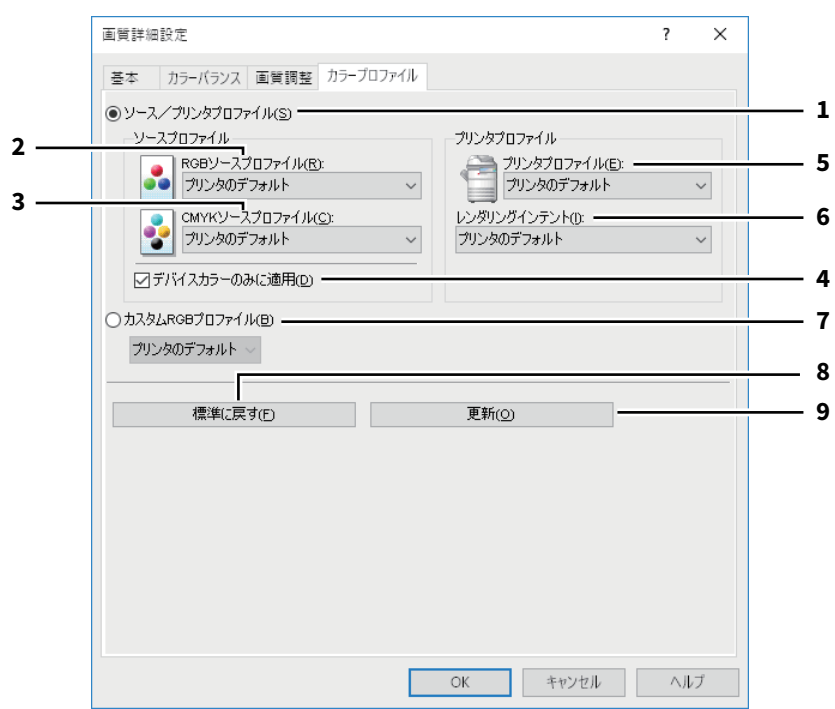 画質詳細設定 ? ×
基本 カラーバランス 画質調整 カラープロファイル
ソース／プリンタプロファイル(S) 1
ソースプロファイル プリンタプロファイル
2 RGBソースプロファイル(R): プリンタプロファイル(E): 5
プリンタのデフォルト プリンタのデフォルト
3 CMYKソースプロファイル(C): レンダリングインテント(I): 6
プリンタのデフォルト プリンタのデフォルト
デバイスカラーのみに適用(D) 4
カスタムRGBプロファイル(B) 7
プリンタのデフォルト
8
標準に戻す(F) 更新(O) 9
OK キャンセル ヘルプ